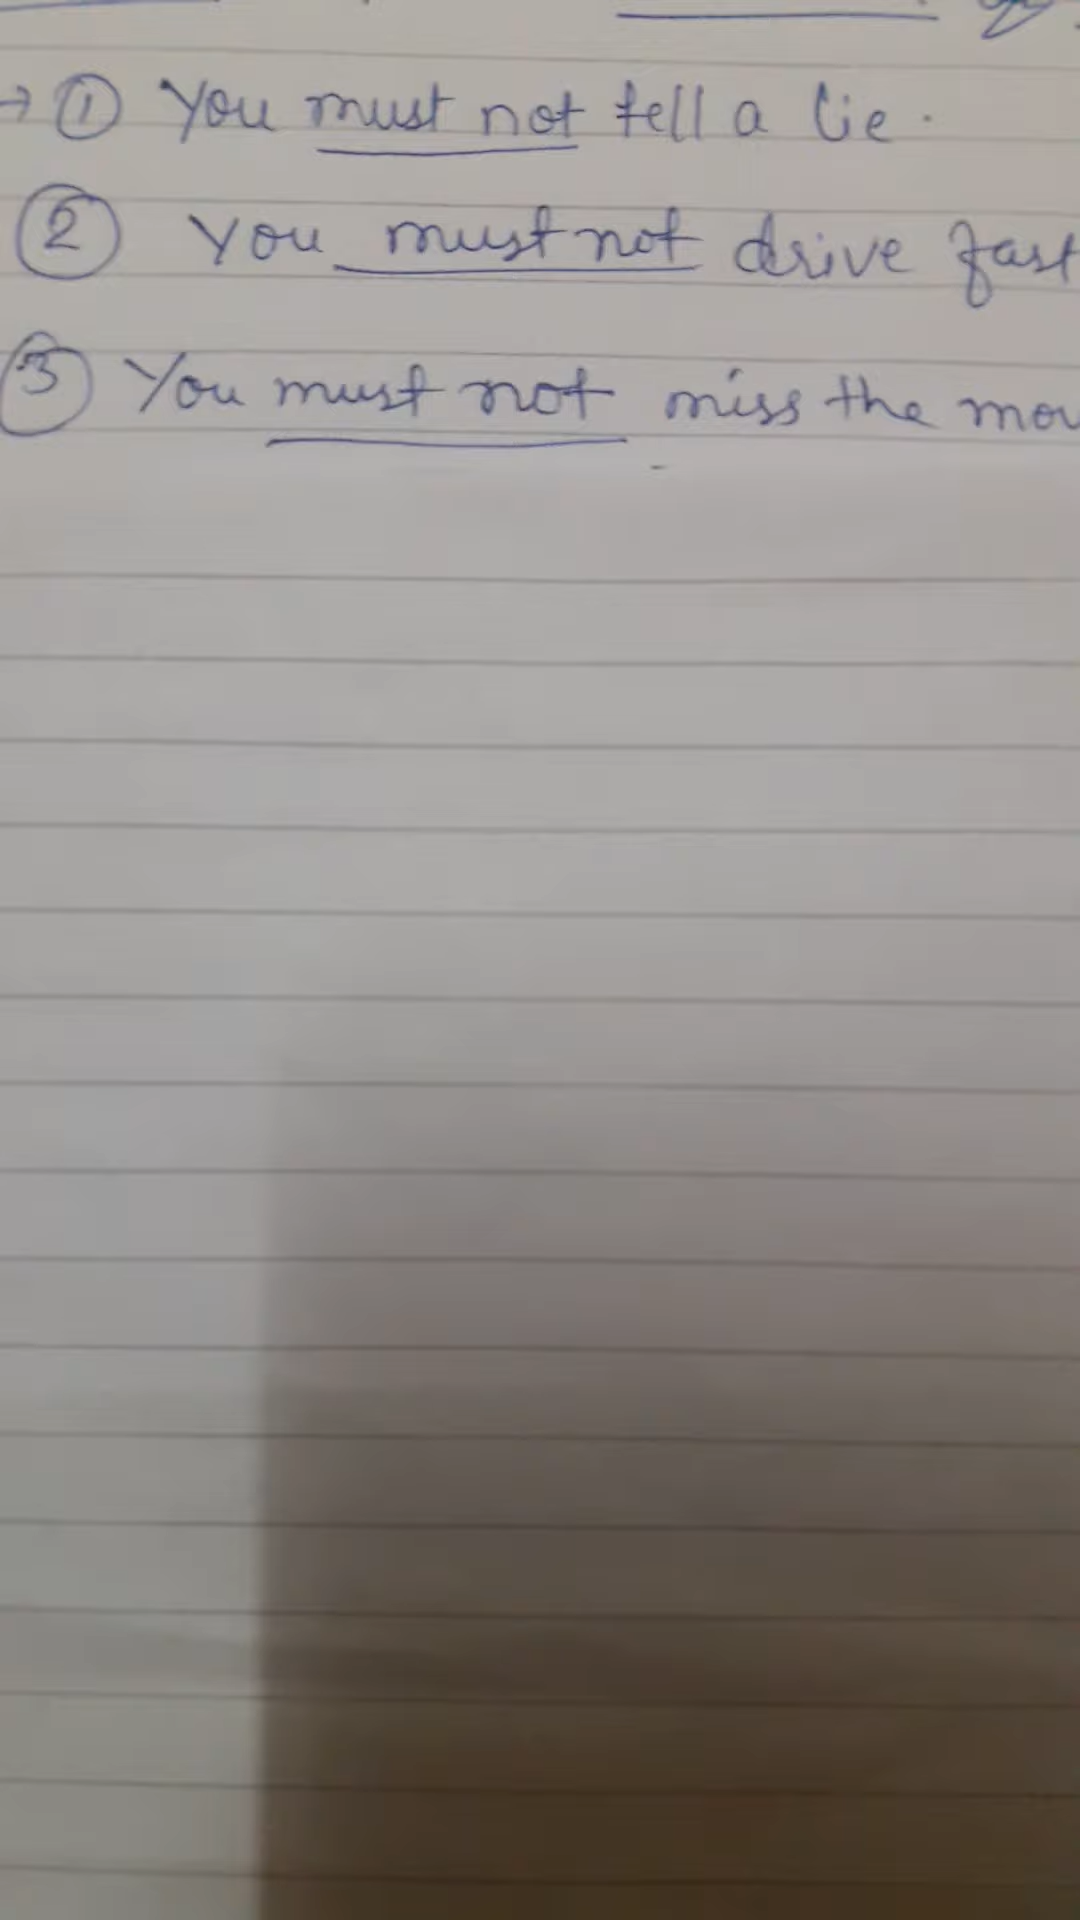 → ① You must not tell a lie.
② You must not drive fast
③ You must not miss the